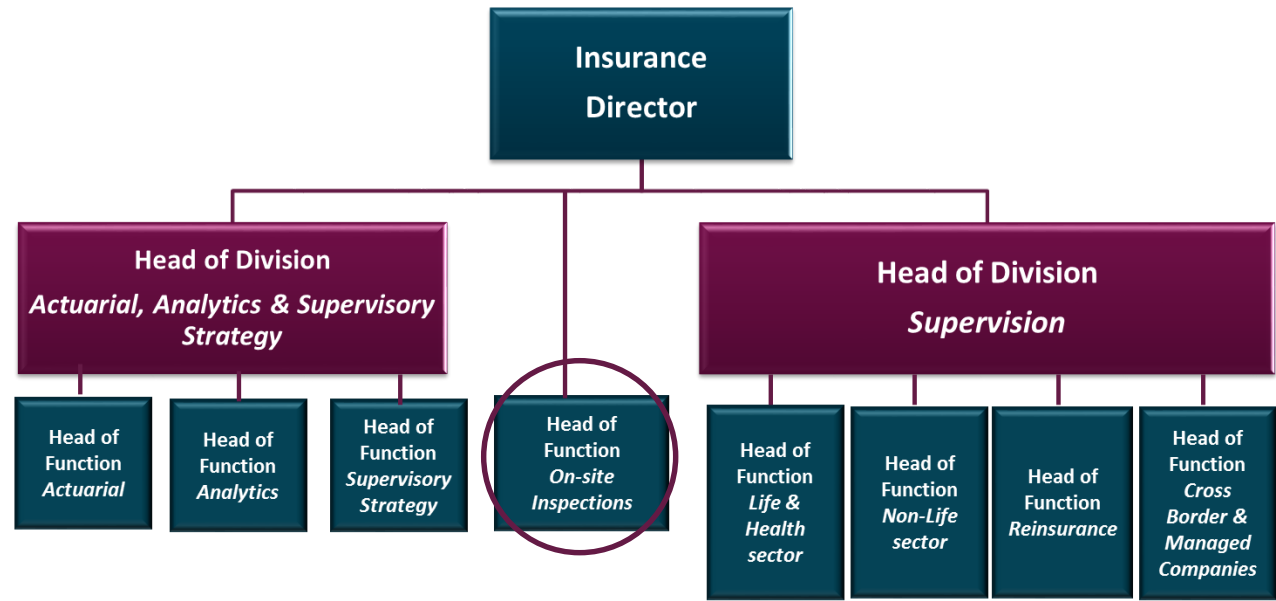 Insurance
Director
Head of Division
Actuarial, Analytics & Supervisory
Strategy
Head of Division
Supervision
Head of
Function
Actuarial
Head of
Function
Analytics
Head of
Function
Supervisory
Strategy
Head of
Function
On-site
Inspections
Head of
Function
Life &
Health
sector
Head of
Function
Non-Life
sector
Head of
Function
Reinsurance
Head of
Function
Cross
Border &
Managed
Companies